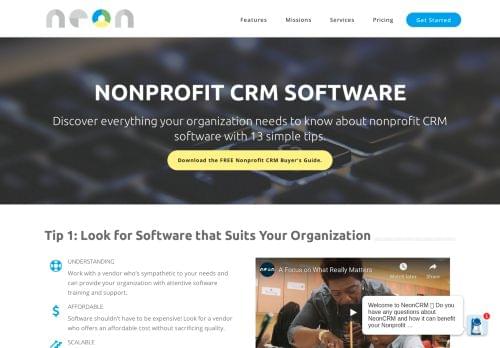 neon
Features Missions Services Pricing Get Started
NONPROFIT CRM SOFTWARE
Discover everything your organization needs to know about nonprofit CRM
software with 13 simple tips.
Download the FREE Nonprofit CRM Buyer's Guide.
Tip 1: Look for Software that Suits Your Organization
UNDERSTANDING
Work with a vendor who's sympathetic to your needs and
can provide your organization with attentive software
training and support.
AFFORDABLE
Software shouldn't have to be expensive! Look for a vendor
who offers an affordable cost without sacrificing quality.
SCALABLE
neon
A Focus on What Really Matters
Watch later
Share
Welcome to NeonCRM Do you
have any questions about
NeonCRM and how it can benefit
your Nonprofit ...
1